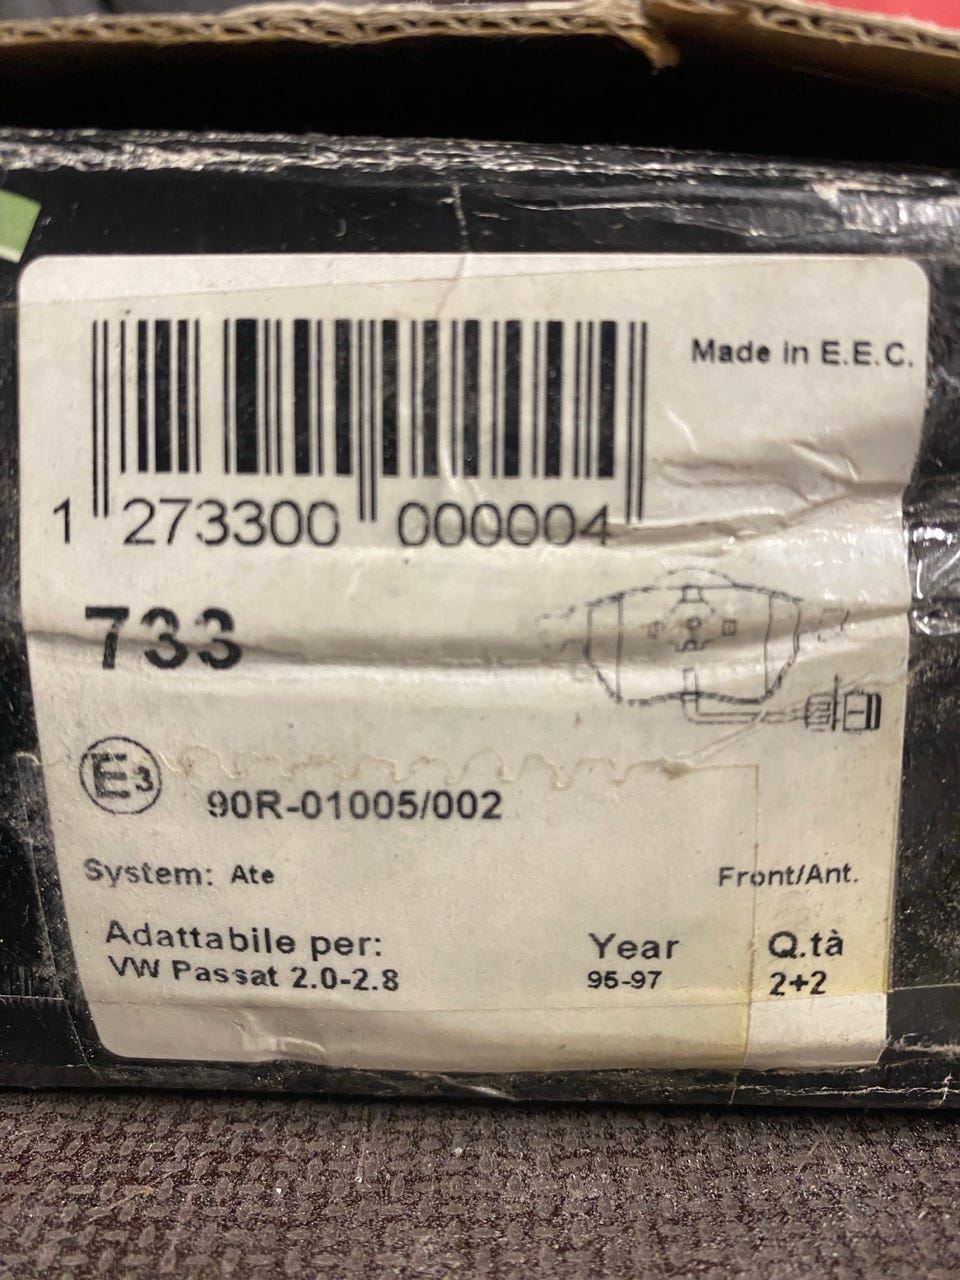 Made in E.E.C.
1 273300 000004
733
E3
90R-01005/002
System: Ate
Front/Ant.
Adattabile per:
Year
Q.tà
VW Passat 2.0-2.8
95-97
2+2